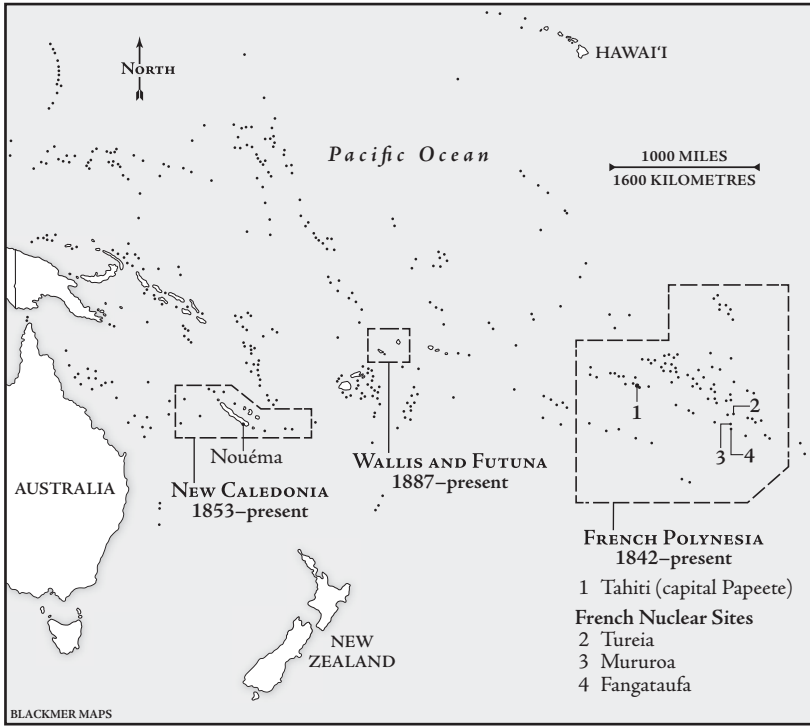 HAWAI‘I
NORTH
Pacific Ocean
1000 MILES
1600 KILOMETRES
1
2
3
4
Nouéma
WALLIS AND FUTUNA
1887–present
AUSTRALIA
NEW CALEDONIA
1853–present
FRENCH POLYNESIA
1842–present
1 Tahiti (capital Papeete)
French Nuclear Sites
2 Tureia
3 Mururoa
4 Fangataufa
NEW
ZEALAND
BLACKMER MAPS